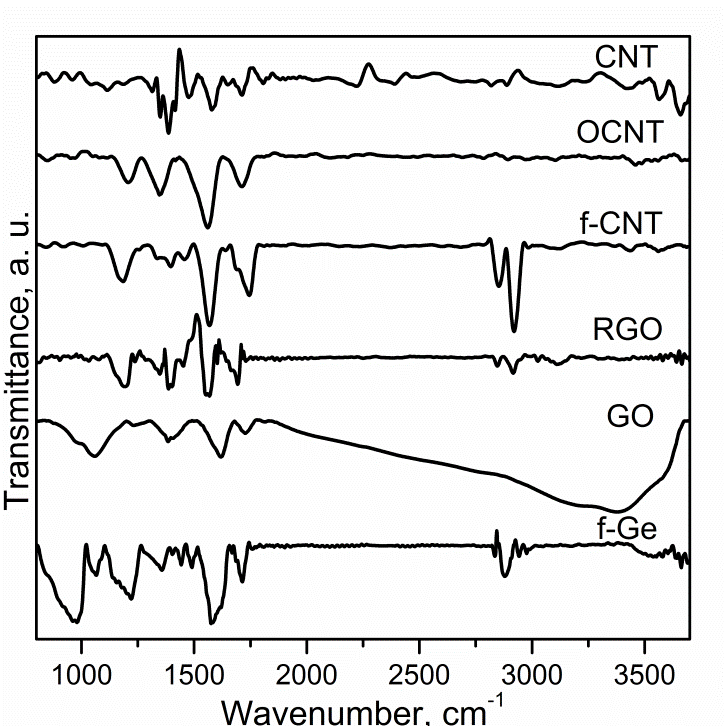 CNT
OCNT
f-CNT
RGO
GO
f-Ge
Transmittance, a. u.
1000 1500 2000 2500 3000 3500
Wavenumber, cm⁻¹